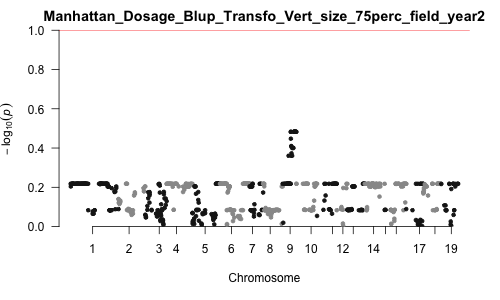 Manhattan_Dosage_Blup_Transfo_Vert_size_75perc_field_year2
− log10(p)
1.0
0.8
0.6
0.4
0.2
0.0
1 2 3 4 5 6 7 8 9 10 12 14 17 19
Chromosome